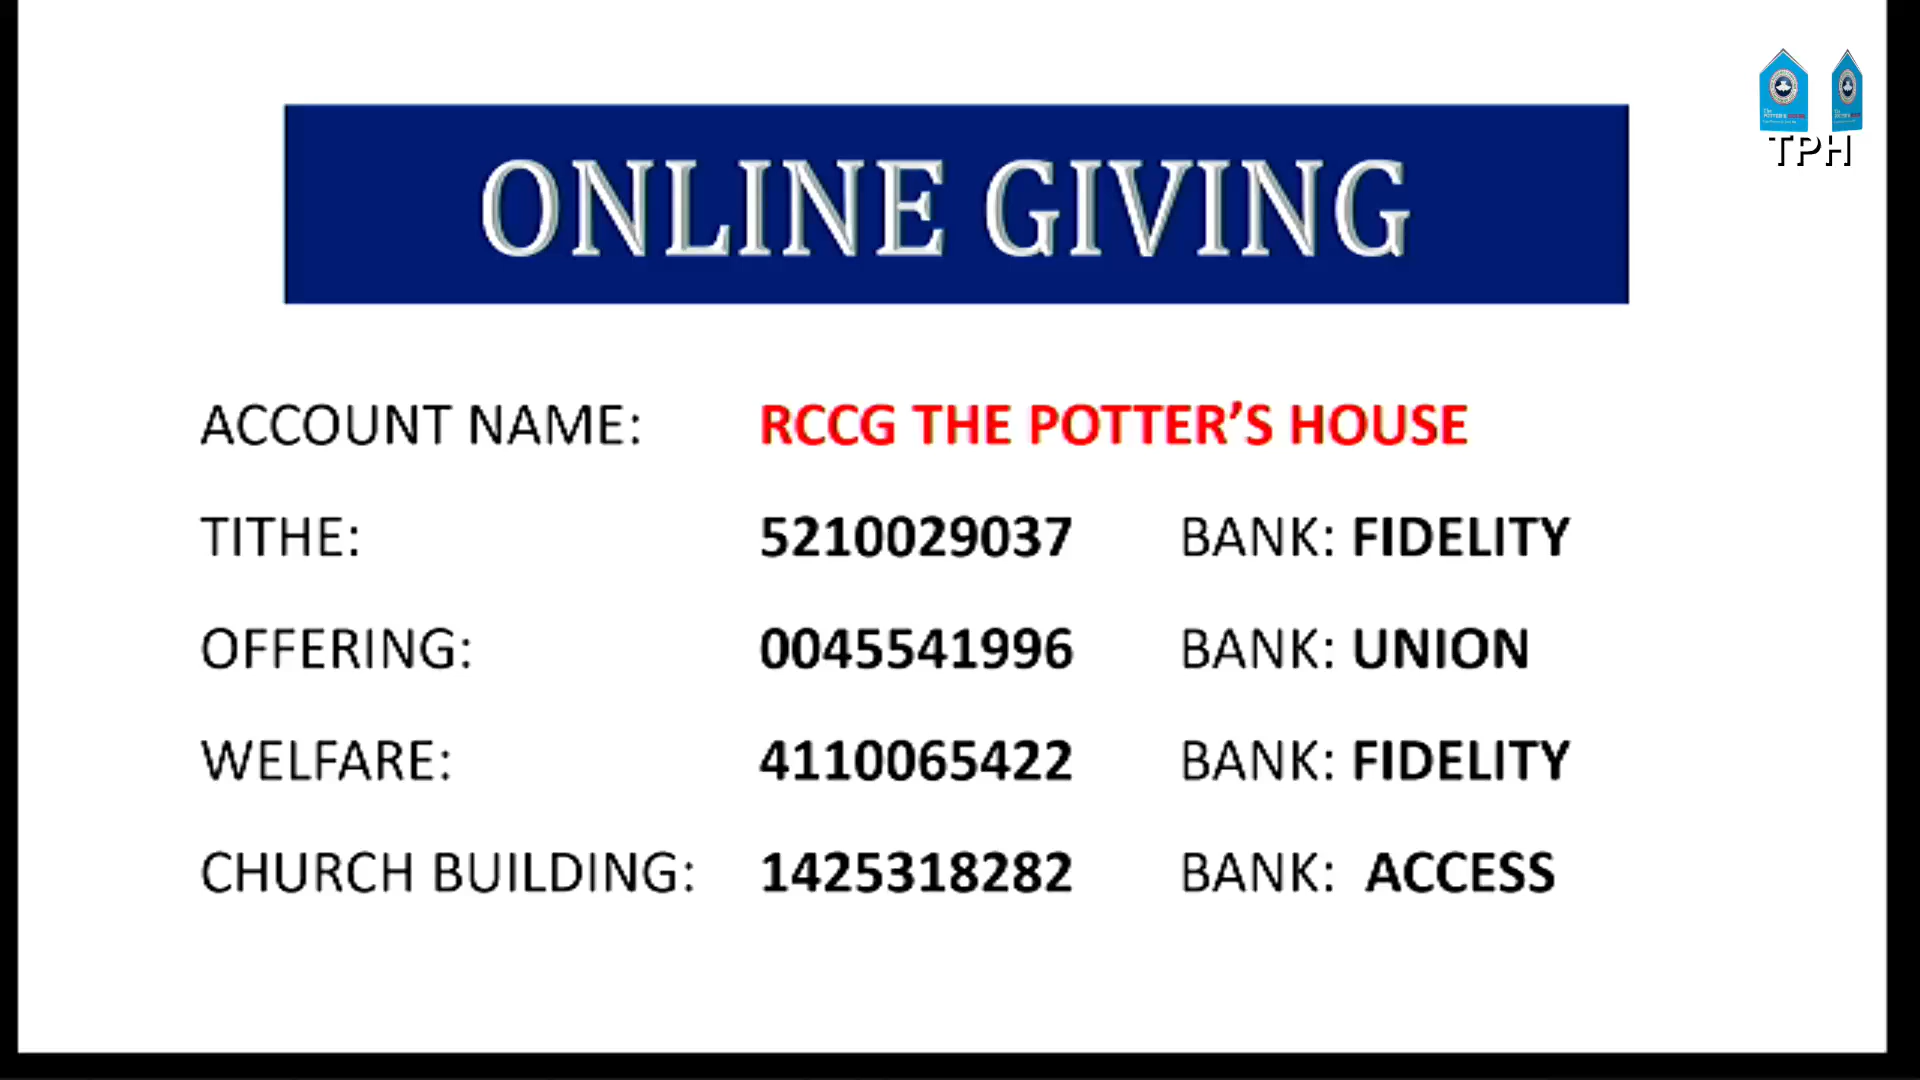 TPH
ONLINE GIVING
ACCOUNT NAME: RCCG THE POTTER’S HOUSE
TITHE: 5210029037 BANK: FIDELITY
OFFERING: 0045541996 BANK: UNION
WELFARE: 4110065422 BANK: FIDELITY
CHURCH BUILDING: 1425318282 BANK: ACCESS